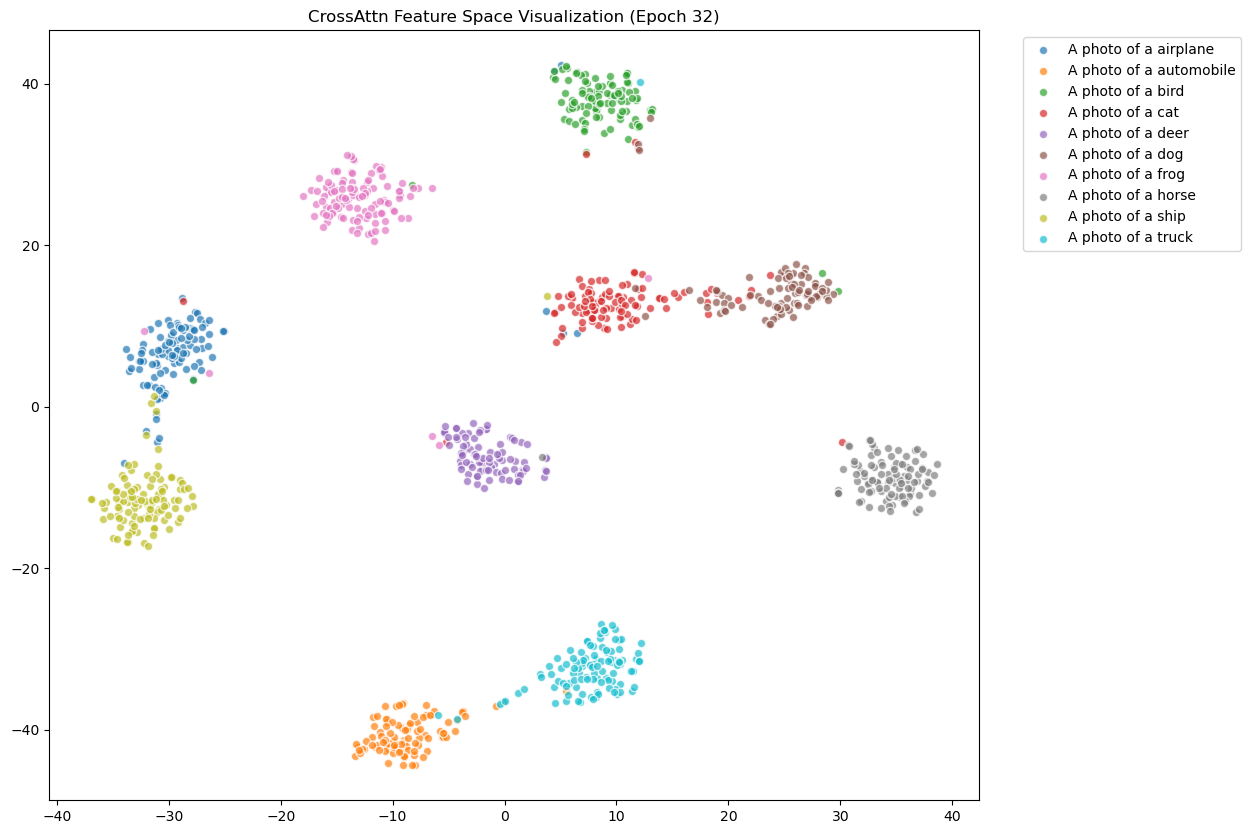 CrossAttn Feature Space Visualization (Epoch 32)
A photo of a airplane
A photo of a automobile
A photo of a bird
A photo of a cat
A photo of a deer
A photo of a dog
A photo of a frog
A photo of a horse
A photo of a ship
A photo of a truck
40
20
0
−20
−40
−40 −30 −20 −10 0 10 20 30 40